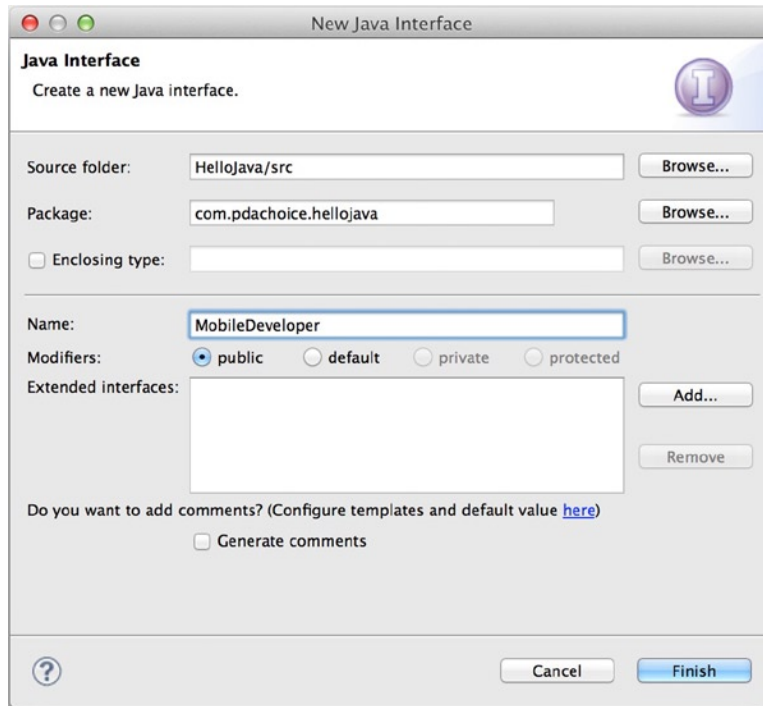 New Java Interface
Java Interface
Create a new Java interface.
I
Source folder: HelloJava/src Browse...
Package: com.pdachoice.hellojava Browse...
Enclosing type: Browse...
Name: MobileDeveloper
Modifiers: public default private protected
Extended interfaces: Add...
Remove
Do you want to add comments? (Configure templates and default value here)
Generate comments
? Cancel Finish